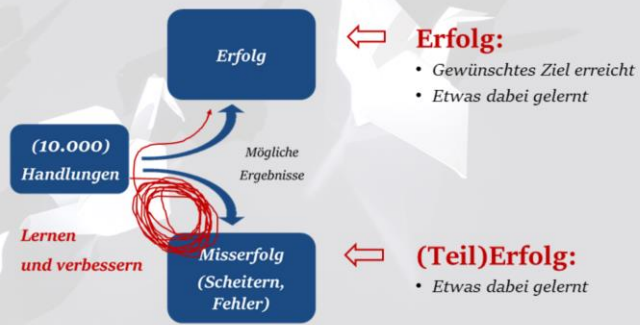 Erfolg
Erfolg:
• Gewünschtes Ziel erreicht
• Etwas dabei gelernt
(10.000)
Handlungen
Mögliche
Ergebnisse
Lernen
und verbessern
Misserfolg
(Scheitern,
Fehler)
(Teil)Erfolg:
• Etwas dabei gelernt